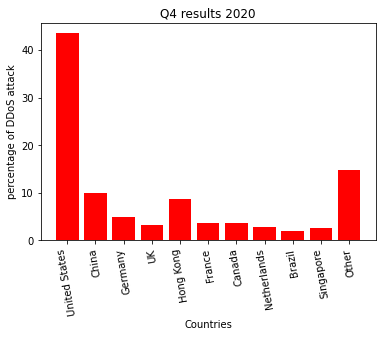 Q4 results 2020
percentage of DDoS attack
40
30
20
10
0
United States
China
Germany
UK
Hong Kong
France
Canada
Netherlands
Brazil
Singapore
Other
Countries